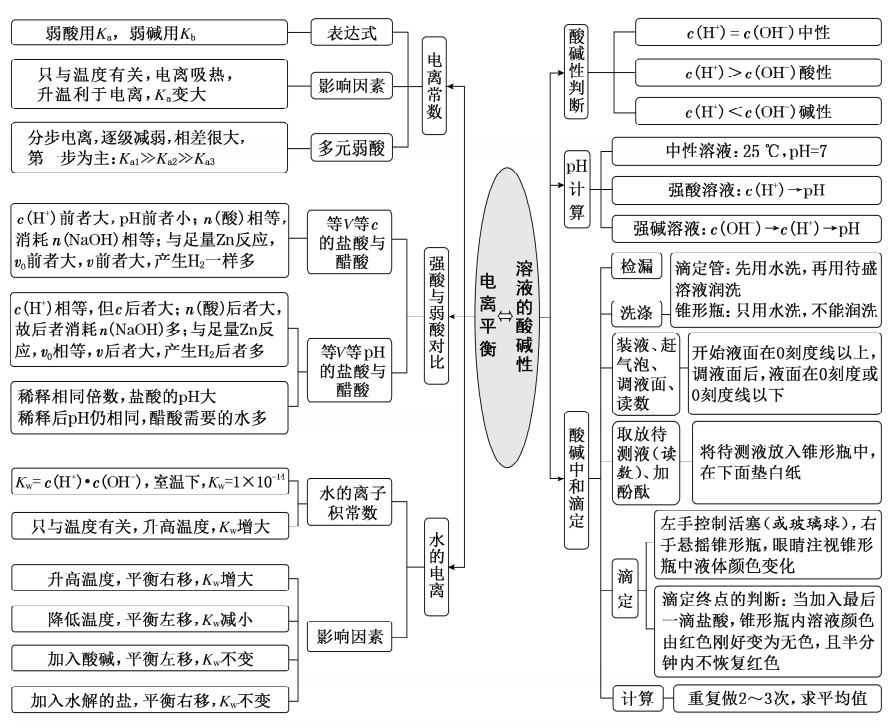 弱酸用Kₐ，弱碱用K_b
表达式
只与温度有关，电离吸热，
升温利于电离，Kₐ变大
影响因素
分步电离，逐级减弱，相差很大，
第一步为主：Kₐ₁≫Kₐ₂≫Kₐ₃
多元弱酸
电离常数
c(H⁺)前者大，pH前者小；n(酸)相等，
消耗n(NaOH)相等；与足量Zn反应，
v₀前者大，v前者大，产生H₂一样多
等V等c
的盐酸与
醋酸
c(H⁺)相等，但c后者大；n(酸)后者大，
故后者消耗n(NaOH)多；与足量Zn反
应，v₀相等，v后者大，产生H₂后者多
稀释相同倍数，盐酸的pH大
稀释后pH仍相同，醋酸需要的水多
等V等pH
的盐酸与
醋酸
强酸与弱酸对比
K_w=c(H⁺)•c(OH⁻)，室温下，K_w=1×10⁻¹⁴
只与温度有关，升高温度，K_w增大
水的离子
积常数
升高温度，平衡右移，K_w增大
降低温度，平衡左移，K_w减小
加入酸碱，平衡左移，K_w不变
加入水解的盐，平衡右移，K_w不变
影响因素
水的电离
电离平衡
⇔
溶液的酸碱性
酸碱性判断
c(H⁺)=c(OH⁻)中性
c(H⁺)>c(OH⁻)酸性
c(H⁺)<c(OH⁻)碱性
pH
计
算
中性溶液：25 ℃，pH=7
强酸溶液：c(H⁺)→pH
强碱溶液：c(OH⁻)→c(H⁺)→pH
酸碱中和滴定
检漏
洗涤
滴定管：先用水洗，再用待盛
溶液润洗
锥形瓶：只用水洗，不能润洗
装液、赶
气泡、
调液面、
读数
开始液面在0刻度线以上，
调液面后，液面在0刻度或
0刻度线以下
取放待
测液（读
数）、加
酚酞
将待测液放入锥形瓶中，
在下面垫白纸
滴
定
左手控制活塞（或玻璃球），右
手悬摇锥形瓶，眼睛注视锥形
瓶中液体颜色变化
滴定终点的判断：当加入最后
一滴盐酸，锥形瓶内溶液颜色
由红色刚好变为无色，且半分
钟内不恢复红色
计算
重复做2～3次，求平均值